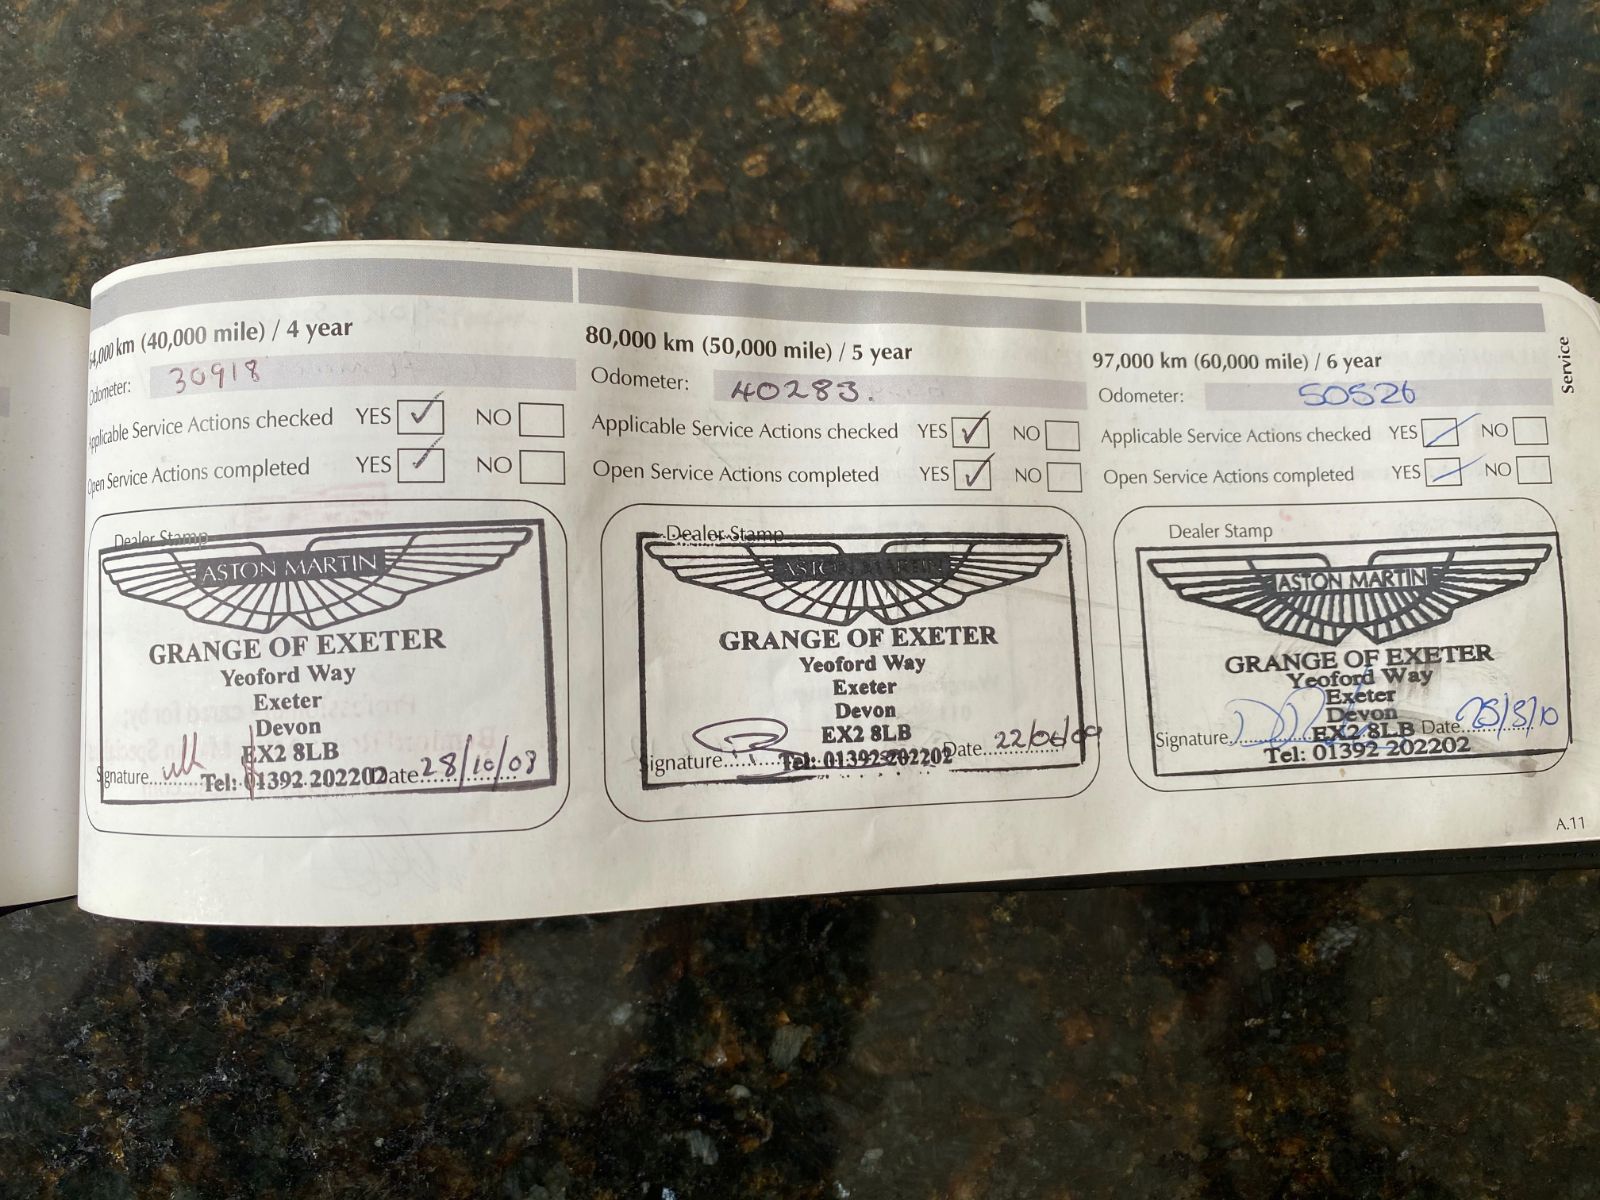 4,000 km (40,000 mile) / 4 year
Odometer: 30918
Applicable Service Actions checked YES ✓ NO
Open Service Actions completed YES ✓ NO
Dealer Stamp
ASTON MARTIN
GRANGE OF EXETER
Yeoford Way
Exeter
Devon
EX2 8LB
Signature Tel: 01392 202202 Date 28/10/08
80,000 km (50,000 mile) / 5 year
Odometer: 40283.
Applicable Service Actions checked YES ✓ NO
Open Service Actions completed YES ✓ NO
Dealer Stamp
ASTON MARTIN
GRANGE OF EXETER
Yeoford Way
Exeter
Devon
EX2 8LB
Signature Tel: 01392 202202 Date 22/06/09
97,000 km (60,000 mile) / 6 year
Odometer: 50526
Applicable Service Actions checked YES NO
Open Service Actions completed YES NO
Dealer Stamp
ASTON MARTIN
GRANGE OF EXETER
Yeoford Way
Exeter
Devon
Signature EX2 8LB Date 25/3/10
Tel: 01392 202202
Service
A.11